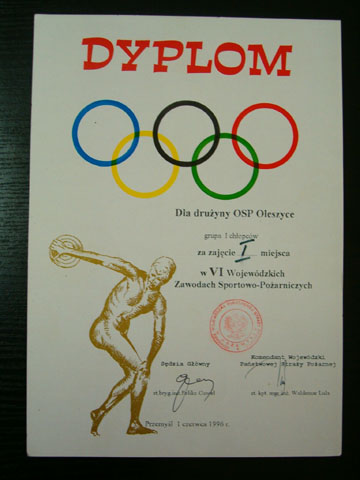 DYPLOM
Dla drużyny OSP Oleszyce
grupa I chłopców
za zajęcie I miejsca
w VI Wojewódzkich
Zawodach Sportowo-Pożarniczych
Sędzia Główny
Komendant Wojewódzki
Państwowej Straży Pożarnej
Przemyśl 1 czerwca 1996 r.